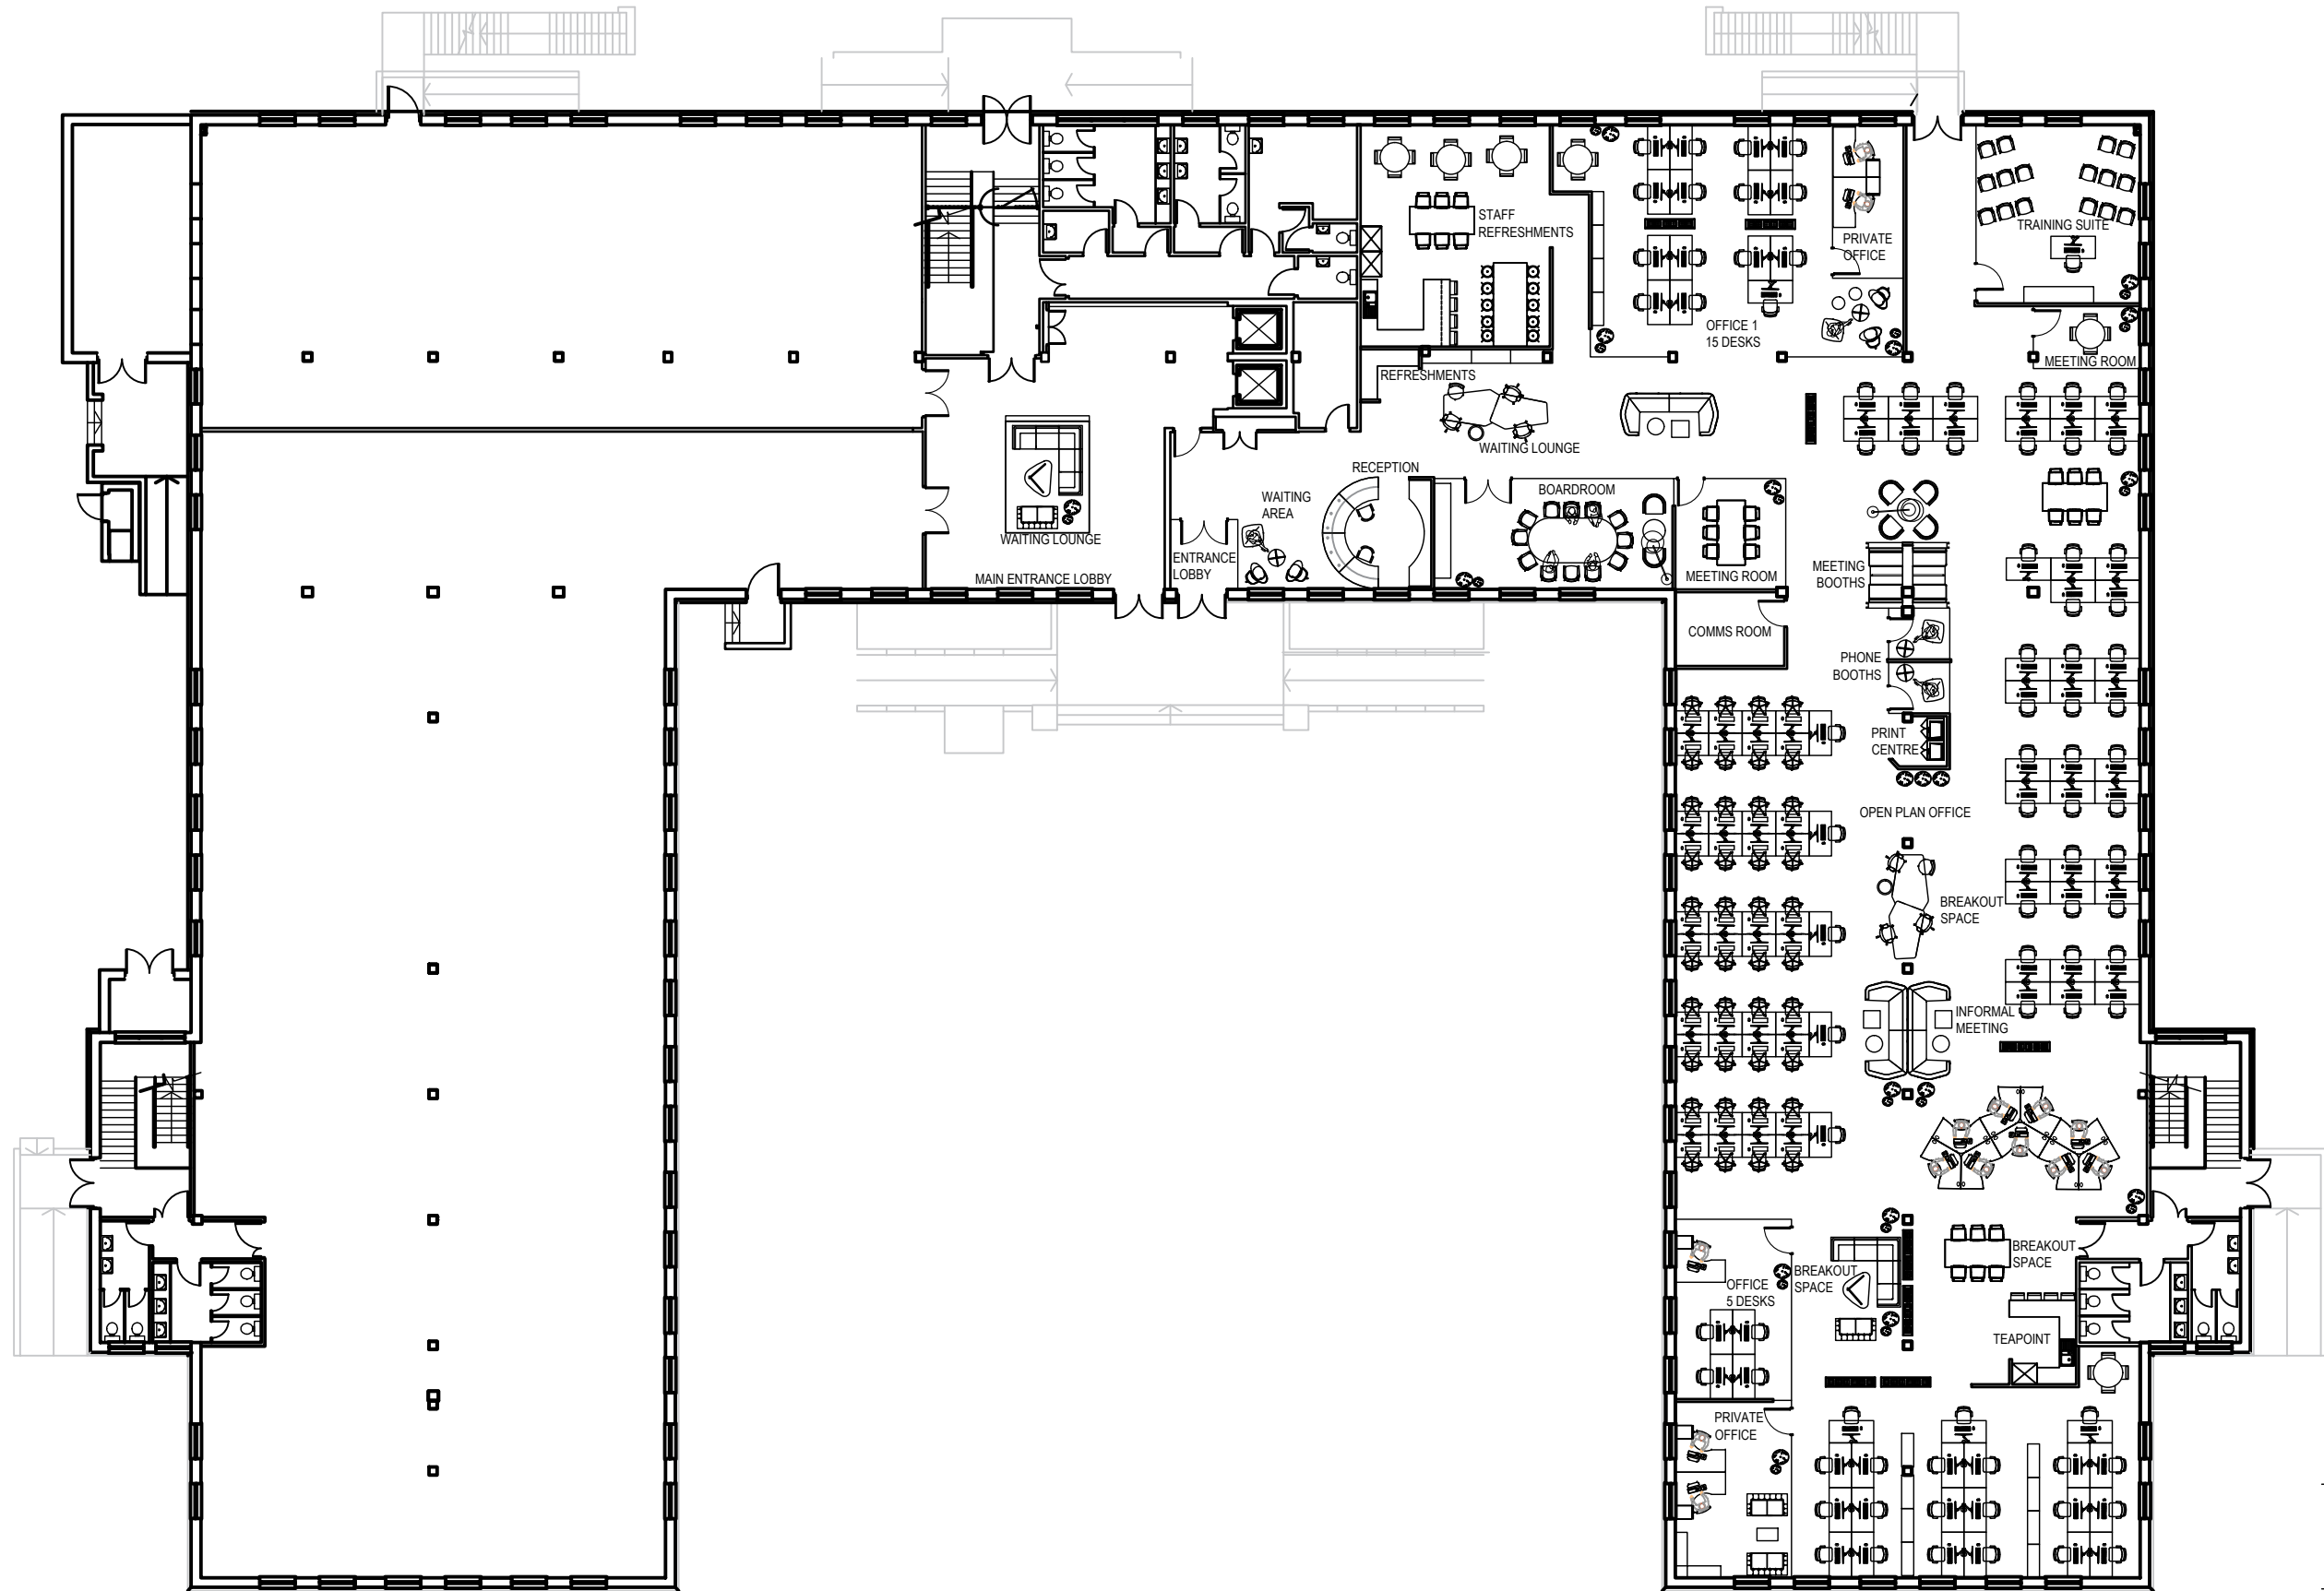 STAFF
REFRESHMENTS
PRIVATE
OFFICE
TRAINING SUITE
OFFICE 1
15 DESKS
MEETING ROOM
REFRESHMENTS
WAITING LOUNGE
RECEPTION
BOARDROOM
WAITING
AREA
WAITING LOUNGE
ENTRANCE
LOBBY
MAIN ENTRANCE LOBBY
MEETING ROOM
MEETING
BOOTHS
COMMS ROOM
PHONE
BOOTHS
PRINT
CENTRE
OPEN PLAN OFFICE
BREAKOUT
SPACE
INFORMAL
MEETING
BREAKOUT
SPACE
BREAKOUT
SPACE
OFFICE
5 DESKS
TEAPOINT
PRIVATE
OFFICE